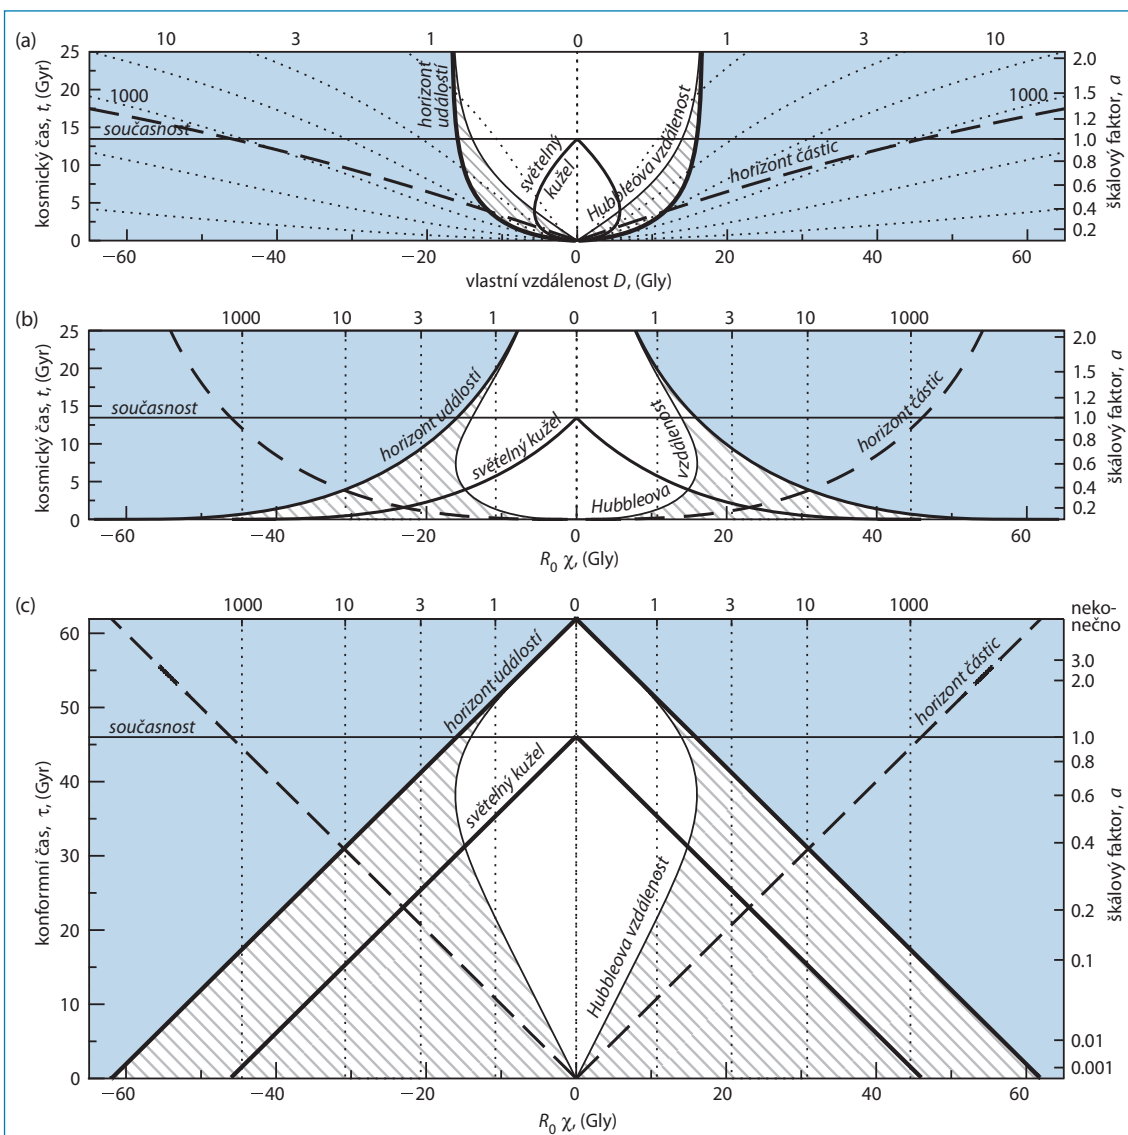 (a)
10 3 1 0 1 3 10
kosmický čas, t, (Gyr)
25
20
15
10
5
0
1000
současnost
horizont
událostí
světelný
kužel
Hubbleova vzdálenost
horizont částic
1000
2.0
1.6
1.2
1.0
0.8
0.6
0.4
0.2
škálový faktor, a
−60 −40 −20 0 20 40 60
vlastní vzdálenost D, (Gly)
(b)
1000 10 3 1 0 1 3 10 1000
kosmický čas, t, (Gyr)
25
20
15
10
5
0
současnost
horizont událostí
světelný kužel
Hubbleova
vzdálenost
horizont částic
2.0
1.6
1.2
1.0
0.8
0.6
0.4
0.2
škálový faktor, a
−60 −40 −20 0 20 40 60
R0 χ, (Gly)
(c)
1000 10 3 1 0 1 3 10 1000
neko-
nečno
konformní čas, τ, (Gyr)
60
50
40
30
20
10
0
současnost
horizont událostí
světelný kužel
Hubbleova vzdálenost
horizont částic
3.0
2.0
1.0
0.8
0.6
0.4
0.2
0.1
0.01
0.001
škálový faktor, a
−60 −40 −20 0 20 40 60
R0 χ, (Gly)